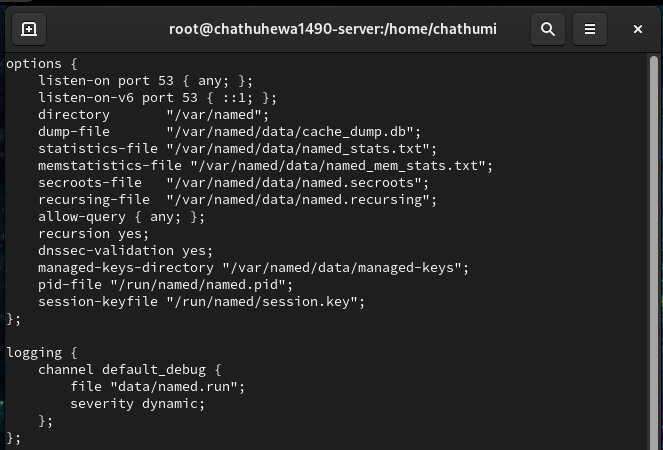 root@chathuhewa1490-server:/home/chathumi
options {
    listen-on port 53 { any; };
    listen-on-v6 port 53 { ::1; };
    directory       "/var/named";
    dump-file       "/var/named/data/cache_dump.db";
    statistics-file "/var/named/data/named_stats.txt";
    memstatistics-file "/var/named/data/named_mem_stats.txt";
    secroots-file   "/var/named/data/named.secroots";
    recursing-file  "/var/named/data/named.recursing";
    allow-query { any; };
    recursion yes;
    dnssec-validation yes;
    managed-keys-directory "/var/named/data/managed-keys";
    pid-file "/run/named/named.pid";
    session-keyfile "/run/named/session.key";
};

logging {
    channel default_debug {
        file "data/named.run";
        severity dynamic;
    };
};